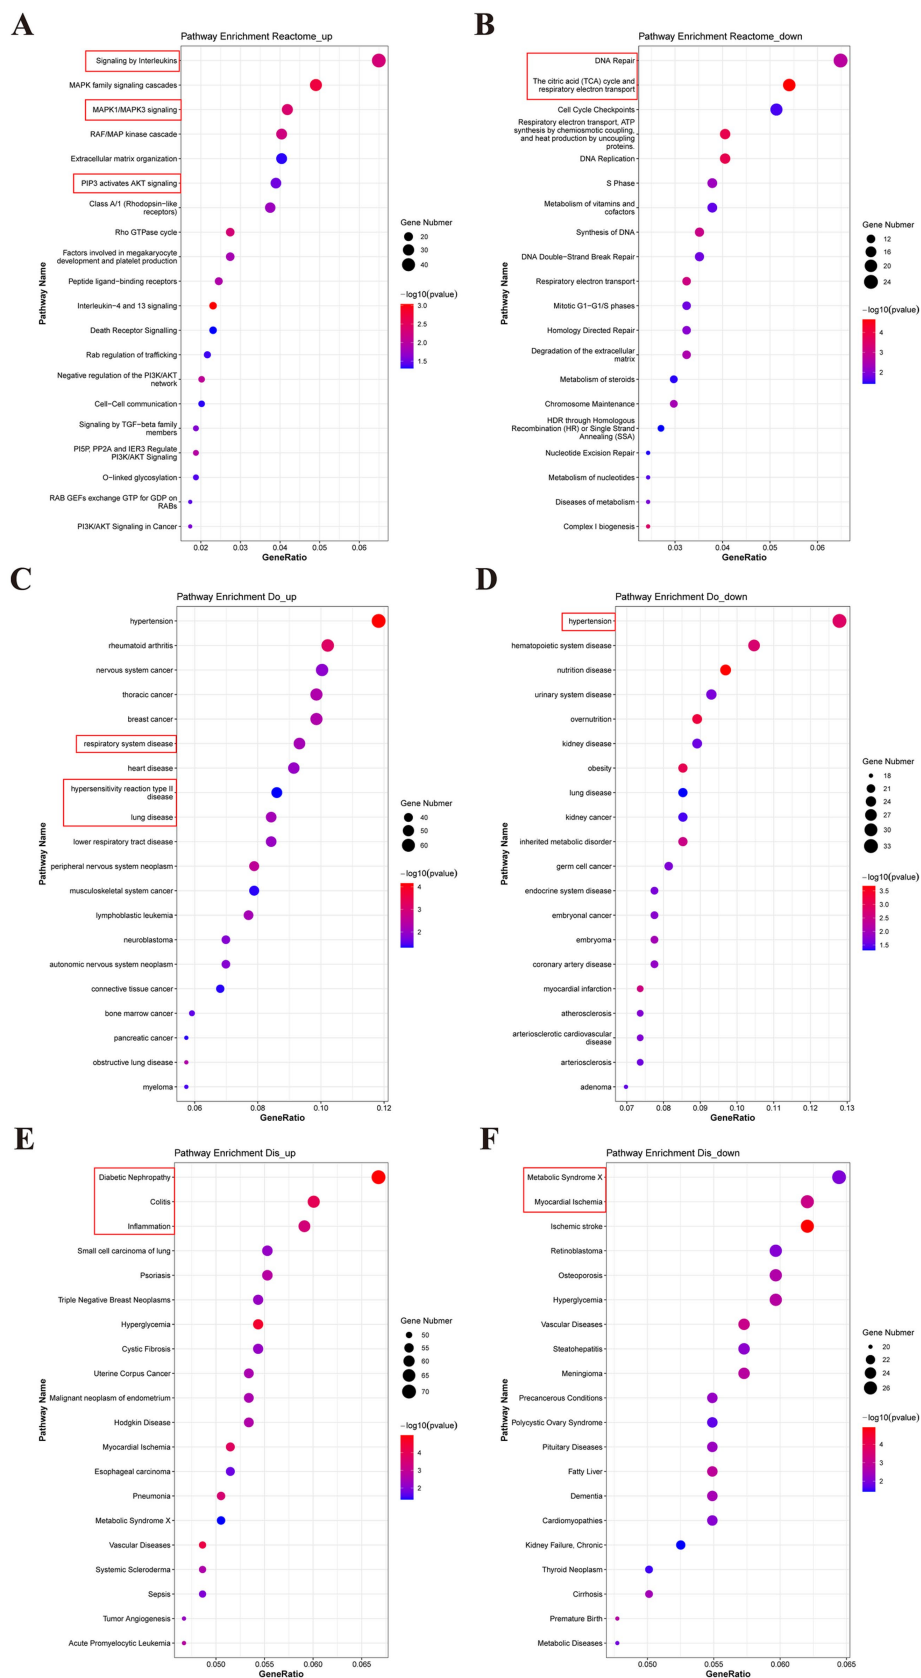 A
Pathway Enrichment Reactome_up
Signaling by Interleukins
MAPK family signaling cascades
MAPK1/MAPK3 signaling
RAF/MAP kinase cascade
Extracellular matrix organization
PIP3 activates AKT signaling
Class A/1 (Rhodopsin−like
receptors)
Rho GTPase cycle
Factors involved in megakaryocyte
development and platelet production
Peptide ligand−binding receptors
Interleukin−4 and 13 signaling
Death Receptor Signalling
Rab regulation of trafficking
Negative regulation of the PI3K/AKT
network
Cell−Cell communication
Signaling by TGF−beta family
members
PI5P, PP2A and IER3 Regulate
PI3K/AKT Signaling
O−linked glycosylation
RAB GEFs exchange GTP for GDP on
RABs
PI3K/AKT Signaling in Cancer
Pathway Name
0.02 0.03 0.04 0.05 0.06
GeneRatio
Gene Nubmer
20
30
40
−log10(pvalue)
3.0
2.5
2.0
1.5
B
Pathway Enrichment Reactome_down
DNA Repair
The citric acid (TCA) cycle and
respiratory electron transport
Cell Cycle Checkpoints
Respiratory electron transport, ATP
synthesis by chemiosmotic coupling,
and heat production by uncoupling
proteins.
DNA Replication
S Phase
Metabolism of vitamins and
cofactors
Synthesis of DNA
DNA Double−Strand Break Repair
Respiratory electron transport
Mitotic G1−G1/S phases
Homology Directed Repair
Degradation of the extracellular
matrix
Metabolism of steroids
Chromosome Maintenance
HDR through Homologous
Recombination (HR) or Single Strand
Annealing (SSA)
Nucleotide Excision Repair
Metabolism of nucleotides
Diseases of metabolism
Complex I biogenesis
Pathway Name
0.03 0.04 0.05 0.06
GeneRatio
Gene Nubmer
12
16
20
24
−log10(pvalue)
4
3
2
C
Pathway Enrichment Do_up
hypertension
rheumatoid arthritis
nervous system cancer
thoracic cancer
breast cancer
respiratory system disease
heart disease
hypersensitivity reaction type II
disease
lung disease
lower respiratory tract disease
peripheral nervous system neoplasm
musculoskeletal system cancer
lymphoblastic leukemia
neuroblastoma
autonomic nervous system neoplasm
connective tissue cancer
bone marrow cancer
pancreatic cancer
obstructive lung disease
myeloma
Pathway Name
0.06 0.08 0.10 0.12
GeneRatio
Gene Nubmer
40
50
60
−log10(pvalue)
4
3
2
D
Pathway Enrichment Do_down
hypertension
hematopoietic system disease
nutrition disease
urinary system disease
overnutrition
kidney disease
obesity
lung disease
kidney cancer
inherited metabolic disorder
germ cell cancer
endocrine system disease
embryonal cancer
embryoma
coronary artery disease
myocardial infarction
atherosclerosis
arteriosclerotic cardiovascular
disease
arteriosclerosis
adenoma
Pathway Name
0.07 0.08 0.09 0.10 0.11 0.12 0.13
GeneRatio
Gene Nubmer
18
21
24
27
30
33
−log10(pvalue)
3.5
3.0
2.5
2.0
1.5
E
Pathway Enrichment Dis_up
Diabetic Nephropathy
Colitis
Inflammation
Small cell carcinoma of lung
Psoriasis
Triple Negative Breast Neoplasms
Hyperglycemia
Cystic Fibrosis
Uterine Corpus Cancer
Malignant neoplasm of endometrium
Hodgkin Disease
Myocardial Ischemia
Esophageal carcinoma
Pneumonia
Metabolic Syndrome X
Vascular Diseases
Systemic Scleroderma
Sepsis
Tumor Angiogenesis
Acute Promyelocytic Leukemia
Pathway Name
0.050 0.055 0.060 0.065
GeneRatio
Gene Nubmer
50
55
60
65
70
−log10(pvalue)
4
3
2
F
Pathway Enrichment Dis_down
Metabolic Syndrome X
Myocardial Ischemia
Ischemic stroke
Retinoblastoma
Osteoporosis
Hyperglycemia
Vascular Diseases
Steatohepatitis
Meningioma
Precancerous Conditions
Polycystic Ovary Syndrome
Pituitary Diseases
Fatty Liver
Dementia
Cardiomyopathies
Kidney Failure, Chronic
Thyroid Neoplasm
Cirrhosis
Premature Birth
Metabolic Diseases
Pathway Name
0.050 0.055 0.060 0.065
GeneRatio
Gene Nubmer
20
22
24
26
−log10(pvalue)
4
3
2